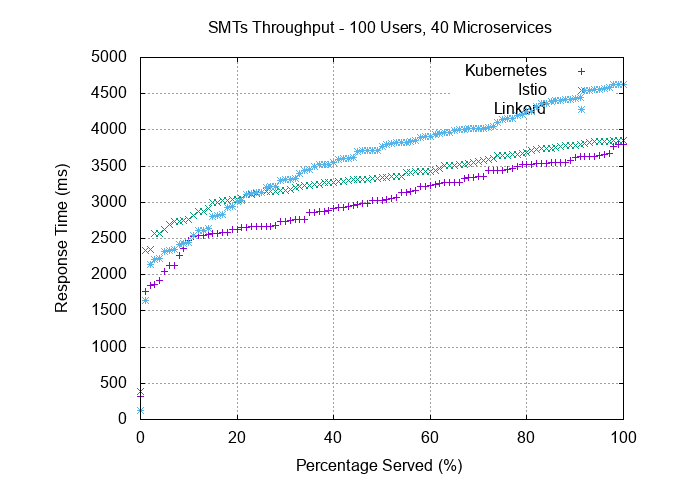 SMTs Throughput - 100 Users, 40 Microservices
5000
4500
4000
3500
3000
2500
2000
1500
1000
500
0
Response Time (ms)
Kubernetes
Istio
Linkerd
0 20 40 60 80 100
Percentage Served (%)